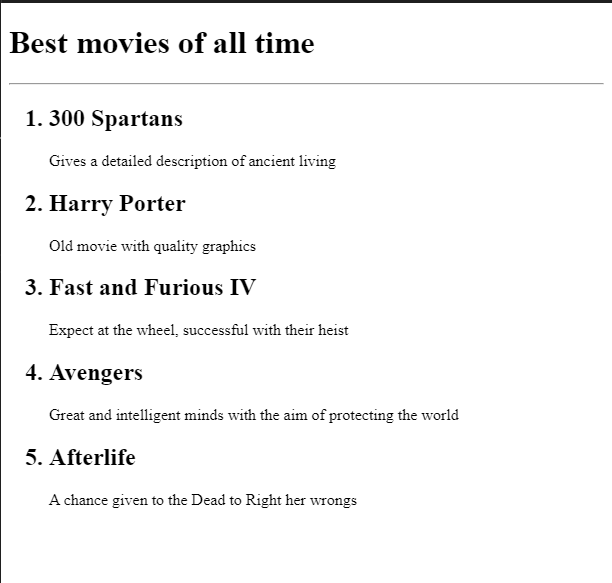 Best movies of all time
1. 300 Spartans
Gives a detailed description of ancient living
2. Harry Porter
Old movie with quality graphics
3. Fast and Furious IV
Expect at the wheel, successful with their heist
4. Avengers
Great and intelligent minds with the aim of protecting the world
5. Afterlife
A chance given to the Dead to Right her wrongs